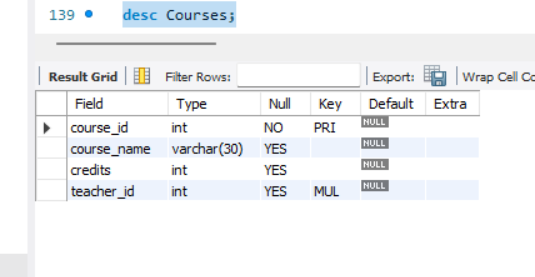 139 desc Courses;
Result Grid Filter Rows: Export: Wrap Cell Co
Field Type Null Key Default Extra
course_id int NO PRI NULL
course_name varchar(30) YES NULL
credits int YES NULL
teacher_id int YES MUL NULL